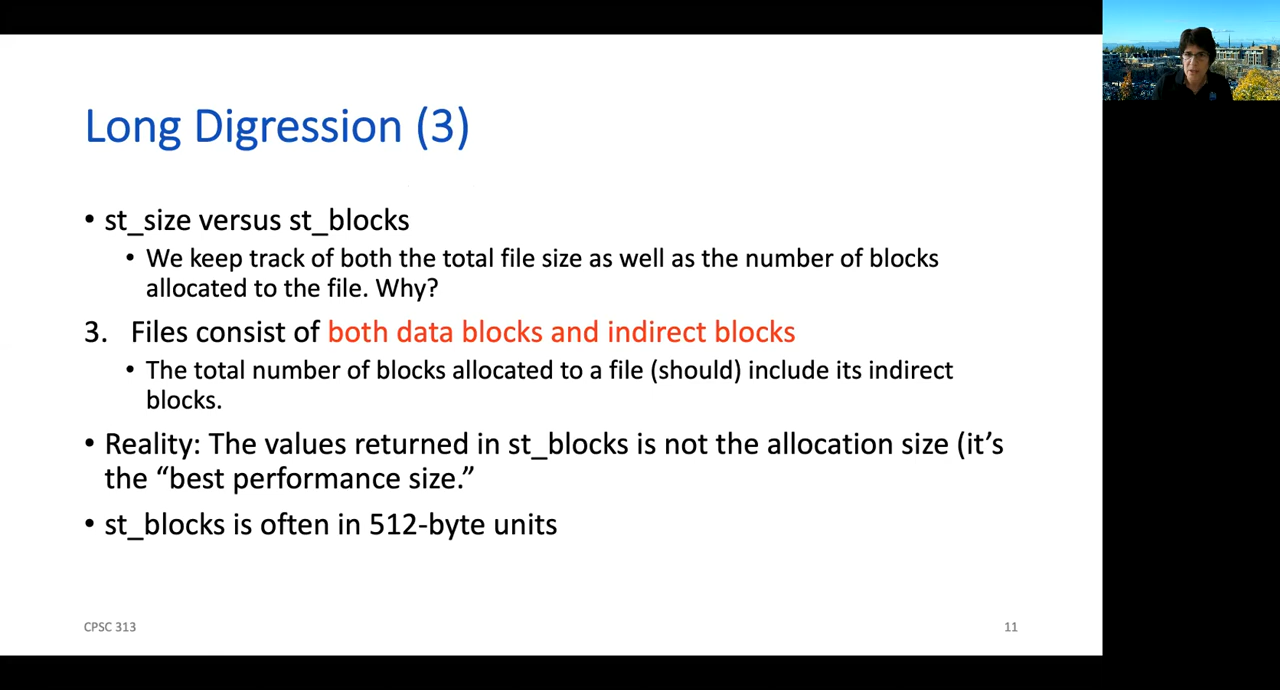 Long Digression (3)
• st_size versus st_blocks
• We keep track of both the total file size as well as the number of blocks
allocated to the file. Why?
3. Files consist of both data blocks and indirect blocks
• The total number of blocks allocated to a file (should) include its indirect
blocks.
• Reality: The values returned in st_blocks is not the allocation size (it’s
the “best performance size.”
• st_blocks is often in 512-byte units
CPSC 313
11